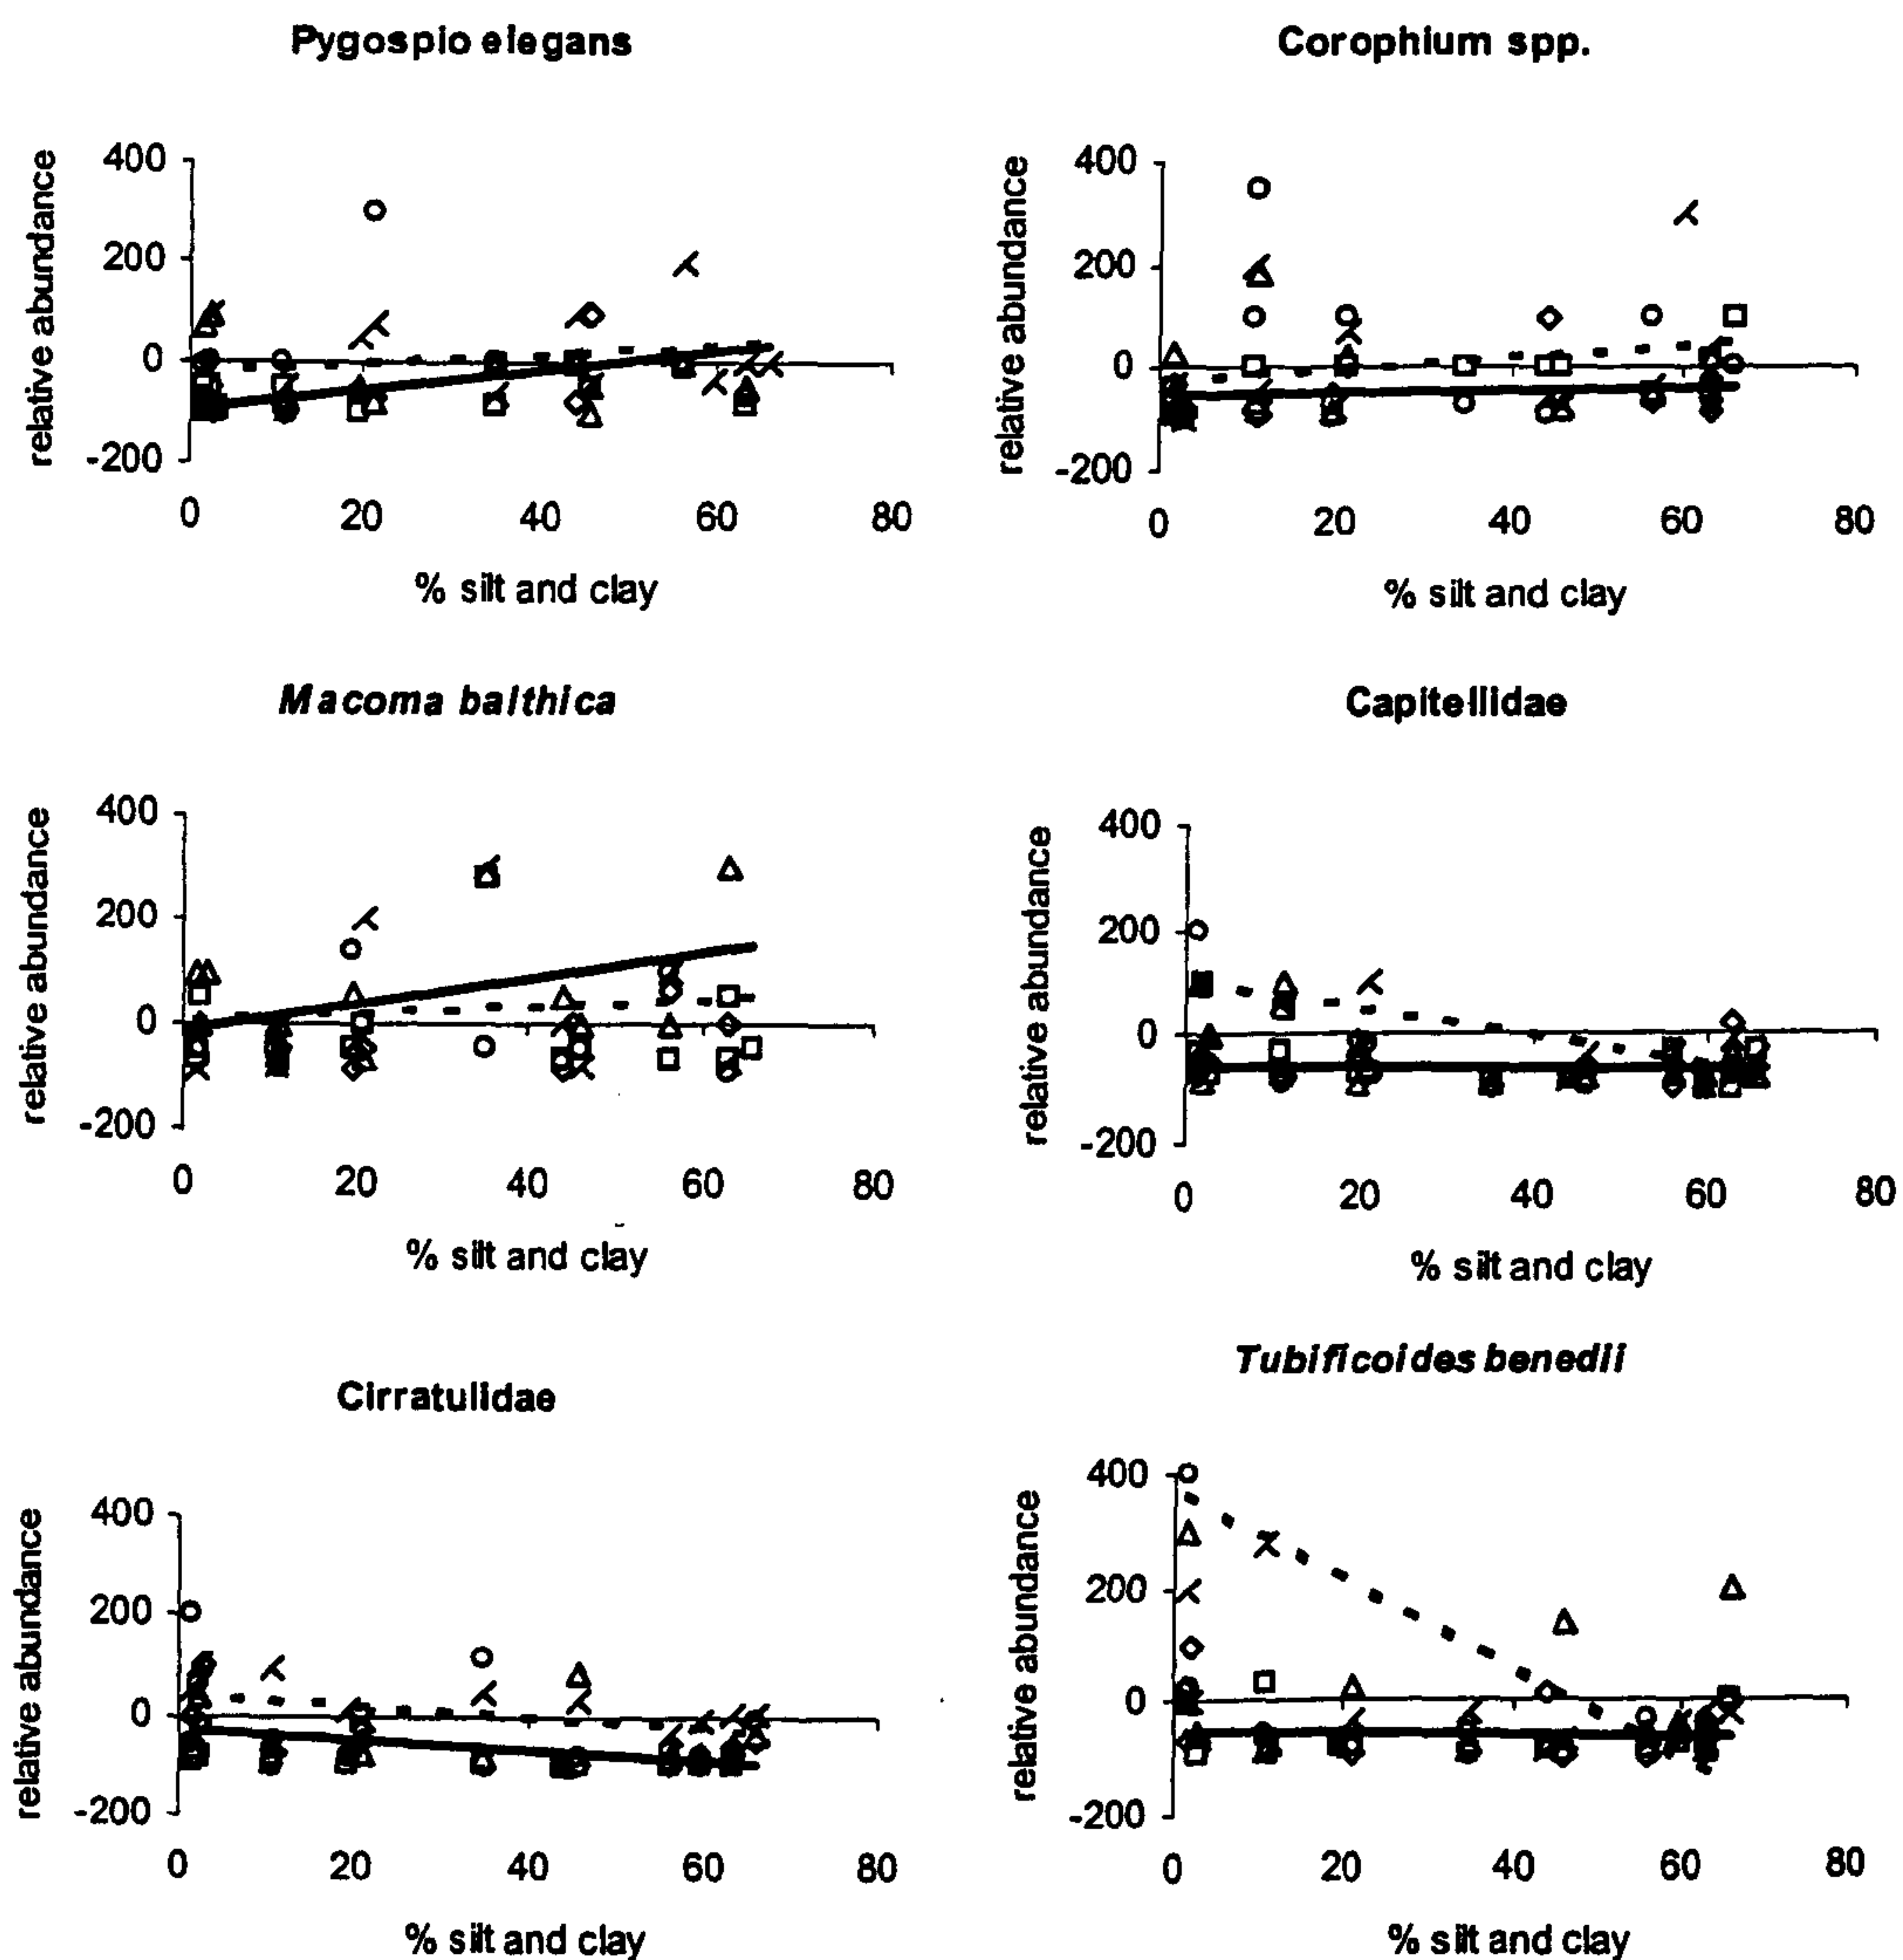 Pygospio elegans
relative abundance
400
200
0
-200
0 20 40 60 80
% silt and clay
Corophium spp.
relative abundance
400
200
0
-200
0 20 40 60 80
% silt and clay
Macoma balthica
relative abundance
400
200
0
-200
0 20 40 60 80
% silt and clay
Capitellidae
relative abundance
400
200
0
-200
0 20 40 60 80
% silt and clay
Cirratulidae
relative abundance
400
200
0
-200
0 20 40 60 80
% silt and clay
Tubificoides benedii
relative abundance
400
200
0
-200
0 20 40 60 80
% silt and clay